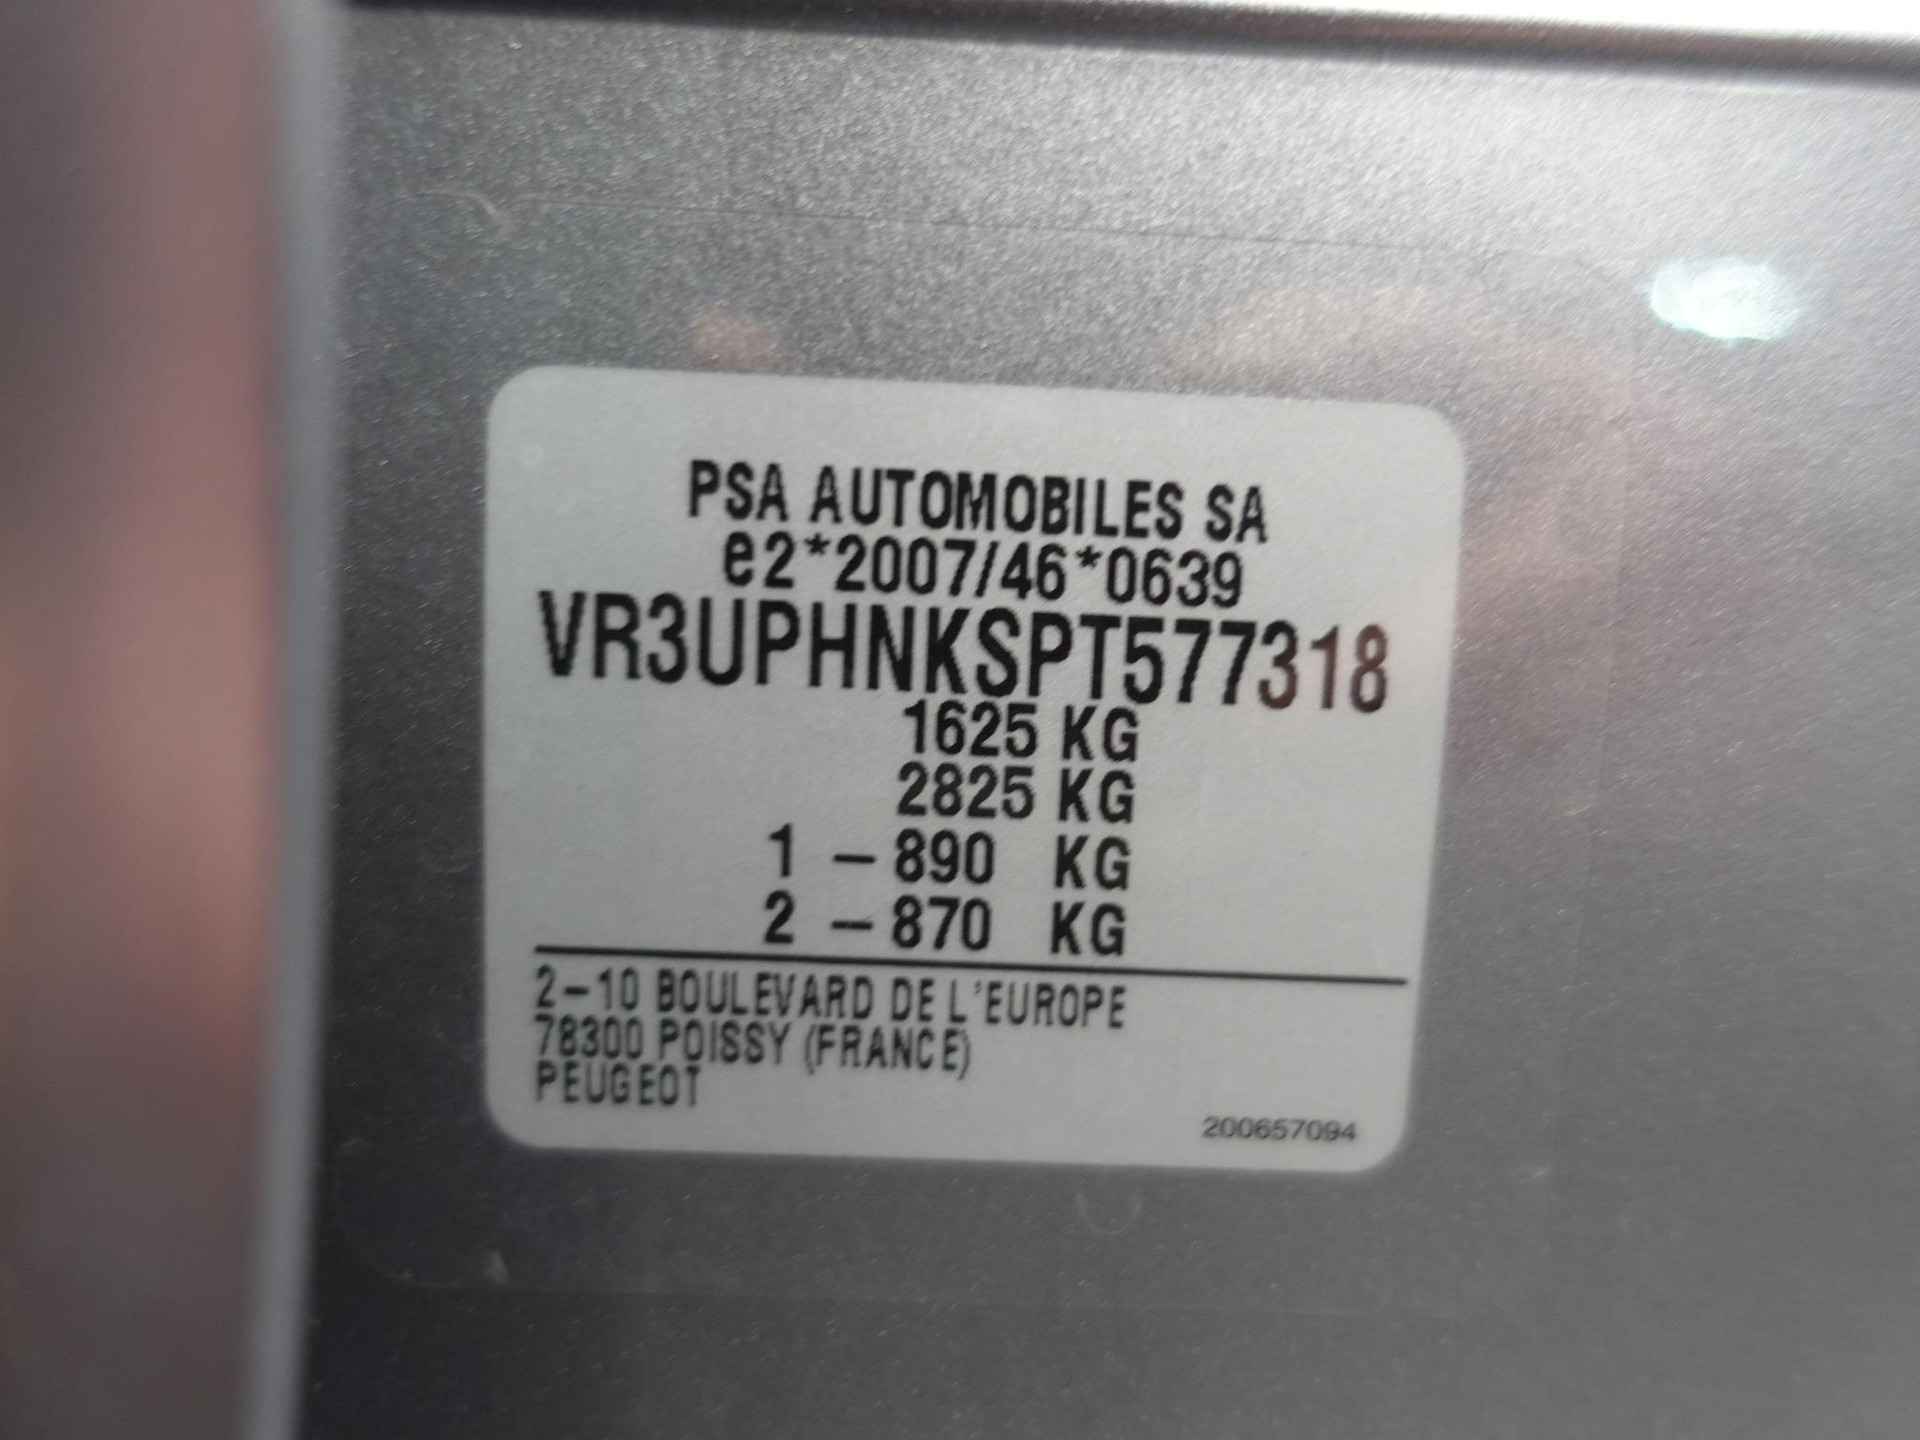 PSA AUTOMOBILES SA
e2*2007/46*0639
VR3UPHNKSPT577318
1625 KG
2825 KG
1 - 890 KG
2 - 870 KG
2-10 BOULEVARD DE L'EUROPE
78300 POISSY (FRANCE)
PEUGEOT
200657094